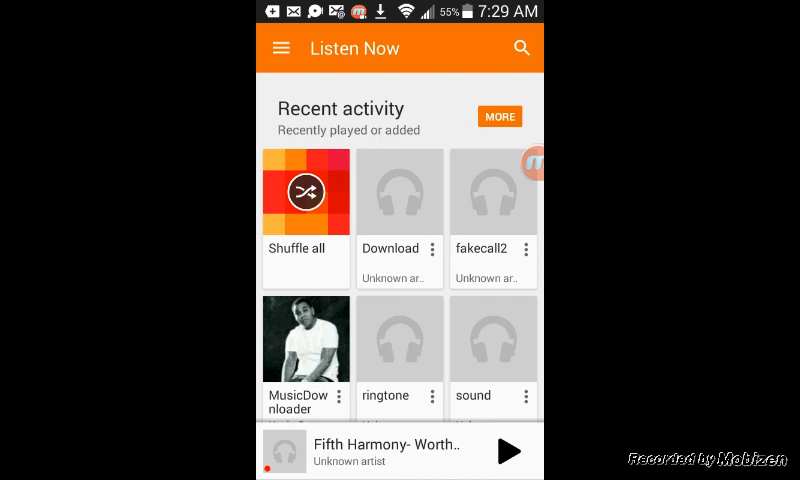 55% 7:29 AM
Listen Now
Recent activity
Recently played or added
MORE
Shuffle all
Download
fakecall2
Unknown ar..
Unknown ar..
MusicDow
nloader
ringtone
sound
Fifth Harmony- Worth..
Unknown artist
Recorded by Mobizen